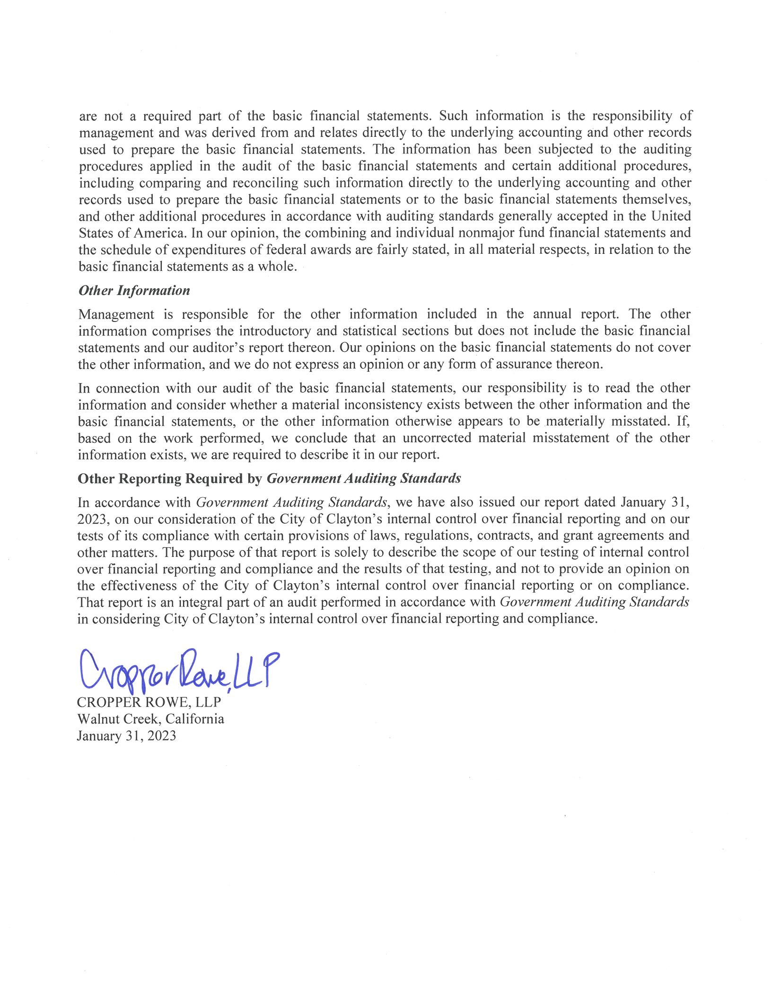 are not a required part of the basic financial statements. Such information is the responsibility of
management and was derived from and relates directly to the underlying accounting and other records
used to prepare the basic financial statements. The information has been subjected to the auditing
procedures applied in the audit of the basic financial statements and certain additional procedures,
including comparing and reconciling such information directly to the underlying accounting and other
records used to prepare the basic financial statements or to the basic financial statements themselves,
and other additional procedures in accordance with auditing standards generally accepted in the United
States of America. In our opinion, the combining and individual nonmajor fund financial statements and
the schedule of expenditures of federal awards are fairly stated, in all material respects, in relation to the
basic financial statements as a whole.
Other Information
Management is responsible for the other information included in the annual report. The other
information comprises the introductory and statistical sections but does not include the basic financial
statements and our auditor's report thereon. Our opinions on the basic financial statements do not cover
the other information, and we do not express an opinion or any form of assurance thereon.
In connection with our audit of the basic financial statements, our responsibility is to read the other
information and consider whether a material inconsistency exists between the other information and the
basic financial statements, or the other information otherwise appears to be materially misstated. If,
based on the work performed, we conclude that an uncorrected material misstatement of the other
information exists, we are required to describe it in our report.
Other Reporting Required by Government Auditing Standards
In accordance with Government Auditing Standards, we have also issued our report dated January 31,
2023, on our consideration of the City of Clayton's internal control over financial reporting and on our
tests of its compliance with certain provisions of laws, regulations, contracts, and grant agreements and
other matters. The purpose of that report is solely to describe the scope of our testing of internal control
over financial reporting and compliance and the results of that testing, and not to provide an opinion on
the effectiveness of the City of Clayton's internal control over financial reporting or on compliance.
That report is an integral part of an audit performed in accordance with Government Auditing Standards
in considering City of Clayton's internal control over financial reporting and compliance.
Cropper Rowe, LLP
CROPPER ROWE, LLP
Walnut Creek, California
January 31, 2023